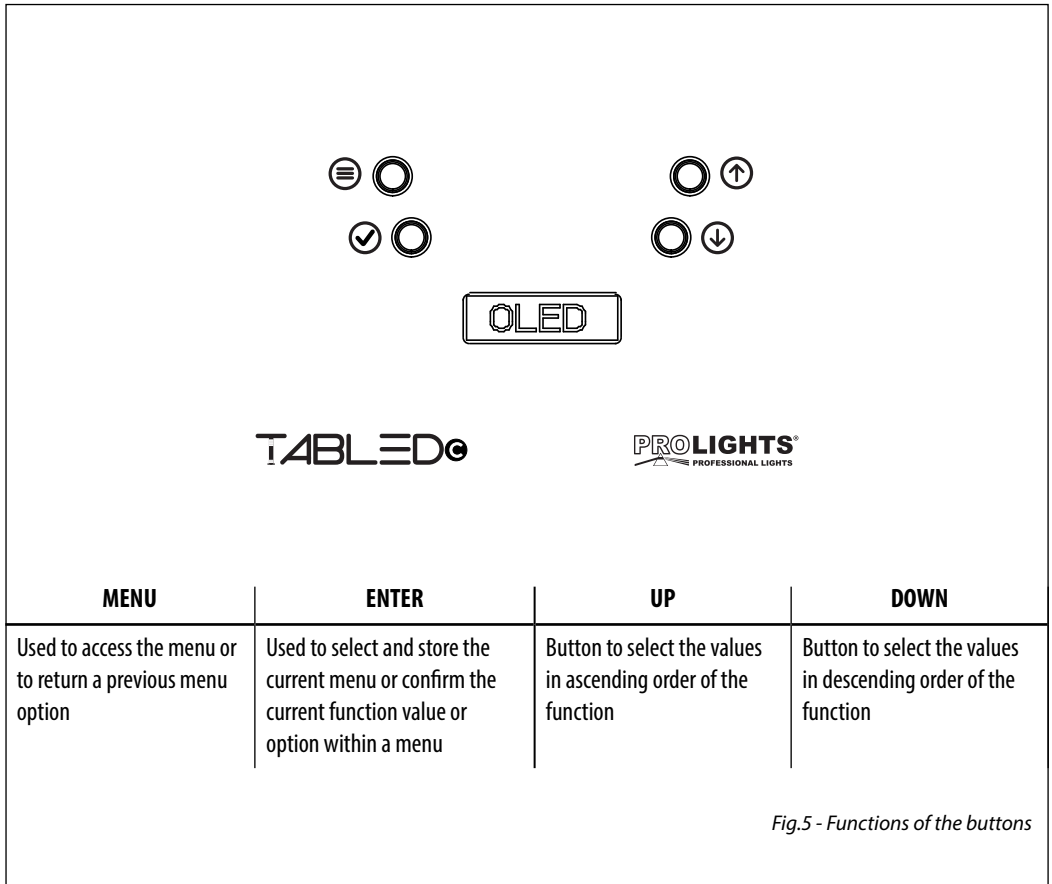 OLED
TABLEDC
PROLIGHTS®
PROFESSIONAL LIGHTS
MENU
Used to access the menu or
to return a previous menu
option
ENTER
Used to select and store the
current menu or confirm the
current function value or
option within a menu
UP
Button to select the values
in ascending order of the
function
DOWN
Button to select the values
in descending order of the
function
Fig.5 - Functions of the buttons